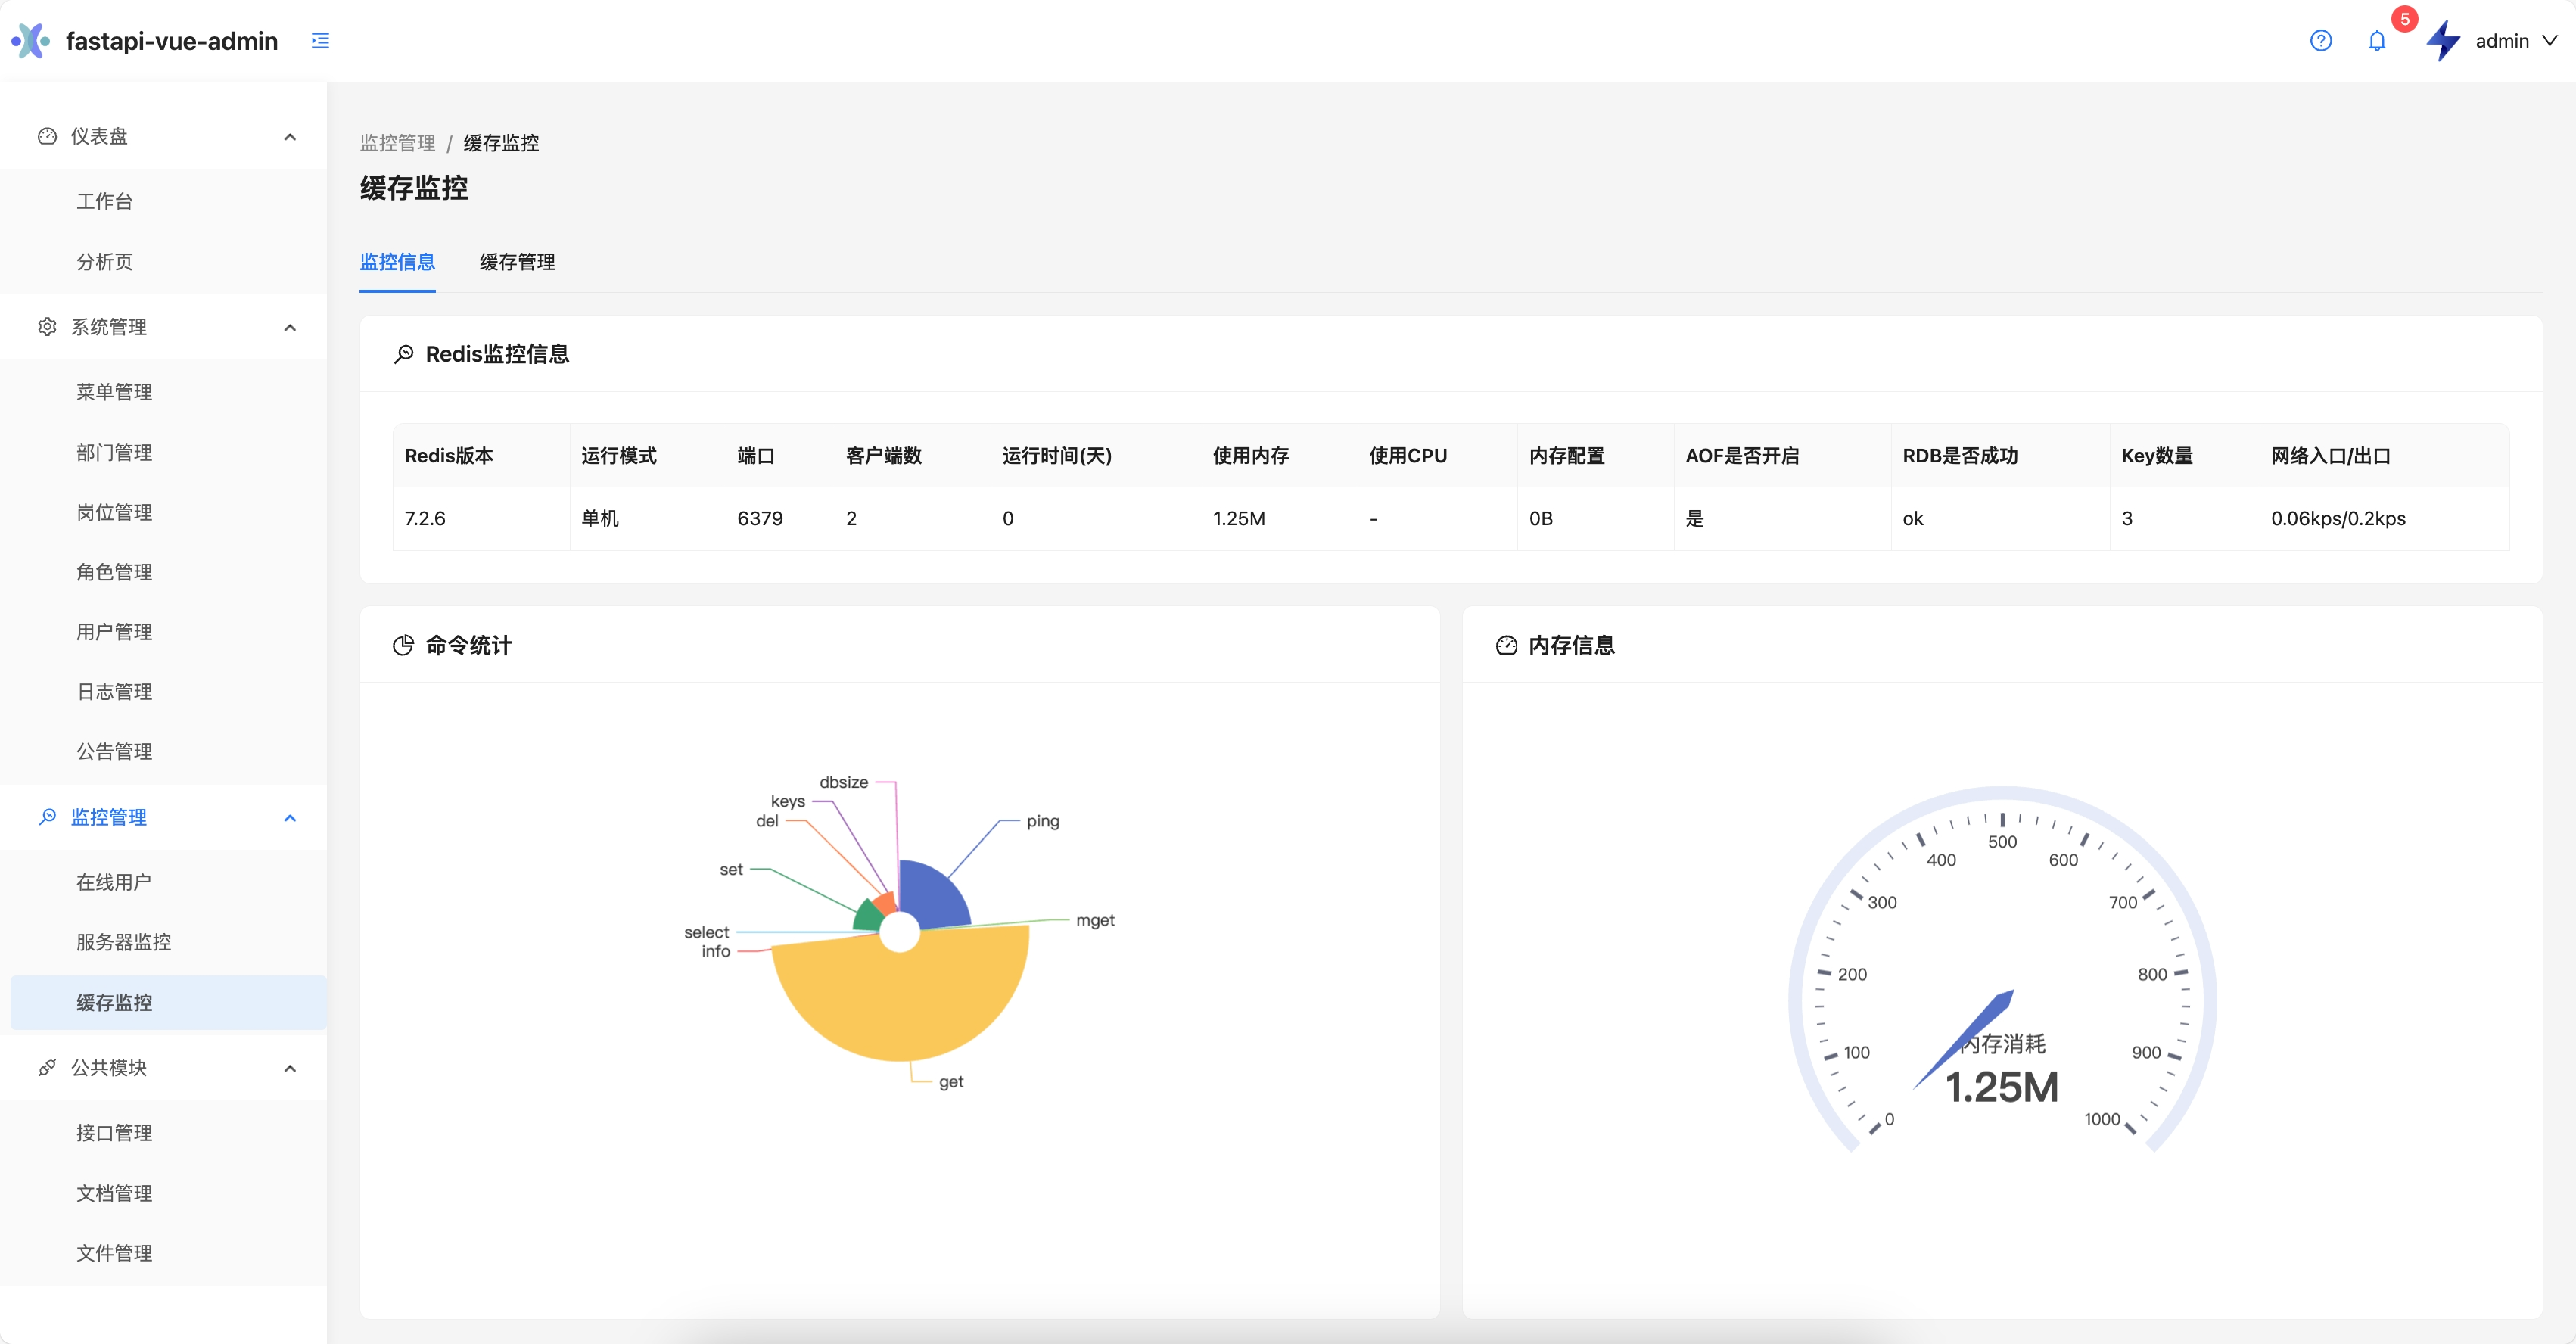 fastapi-vue-admin
5
admin
仪表盘
工作台
分析页
系统管理
菜单管理
部门管理
岗位管理
角色管理
用户管理
日志管理
公告管理
监控管理
在线用户
服务器监控
缓存监控
公共模块
接口管理
文档管理
文件管理
监控管理 / 缓存监控
缓存监控
监控信息 缓存管理
Redis监控信息
Redis版本 运行模式 端口 客户端数 运行时间(天) 使用内存 使用CPU 内存配置 AOF是否开启 RDB是否成功 Key数量 网络入口/出口
7.2.6 单机 6379 2 0 1.25M - 0B 是 ok 3 0.06kps/0.2kps
命令统计
dbsize
keys
del
ping
set
mget
select
info
get
内存信息
0
100
200
300
400
500
600
700
800
900
1000
内存消耗
1.25M